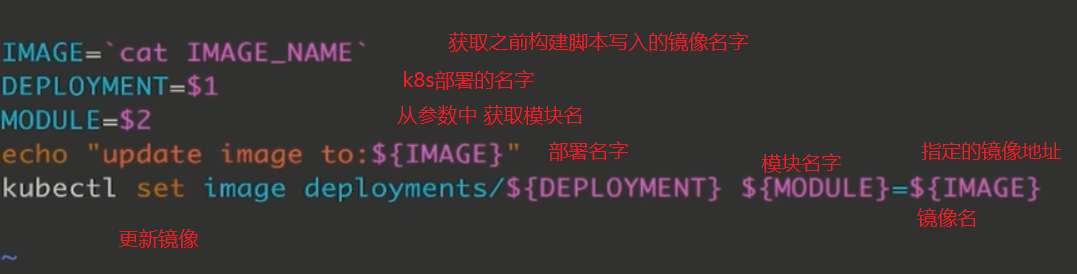 IMAGE=`cat IMAGE_NAME` 获取之前构建脚本写入的镜像名字
DEPLOYMENT=$1 k8s部署的名字
MODULE=$2 从参数中 获取模块名
echo "update image to:${IMAGE}" 部署名字 模块名字 指定的镜像地址
kubectl set image deployments/${DEPLOYMENT} ${MODULE}=${IMAGE}
镜像名
更新镜像
~